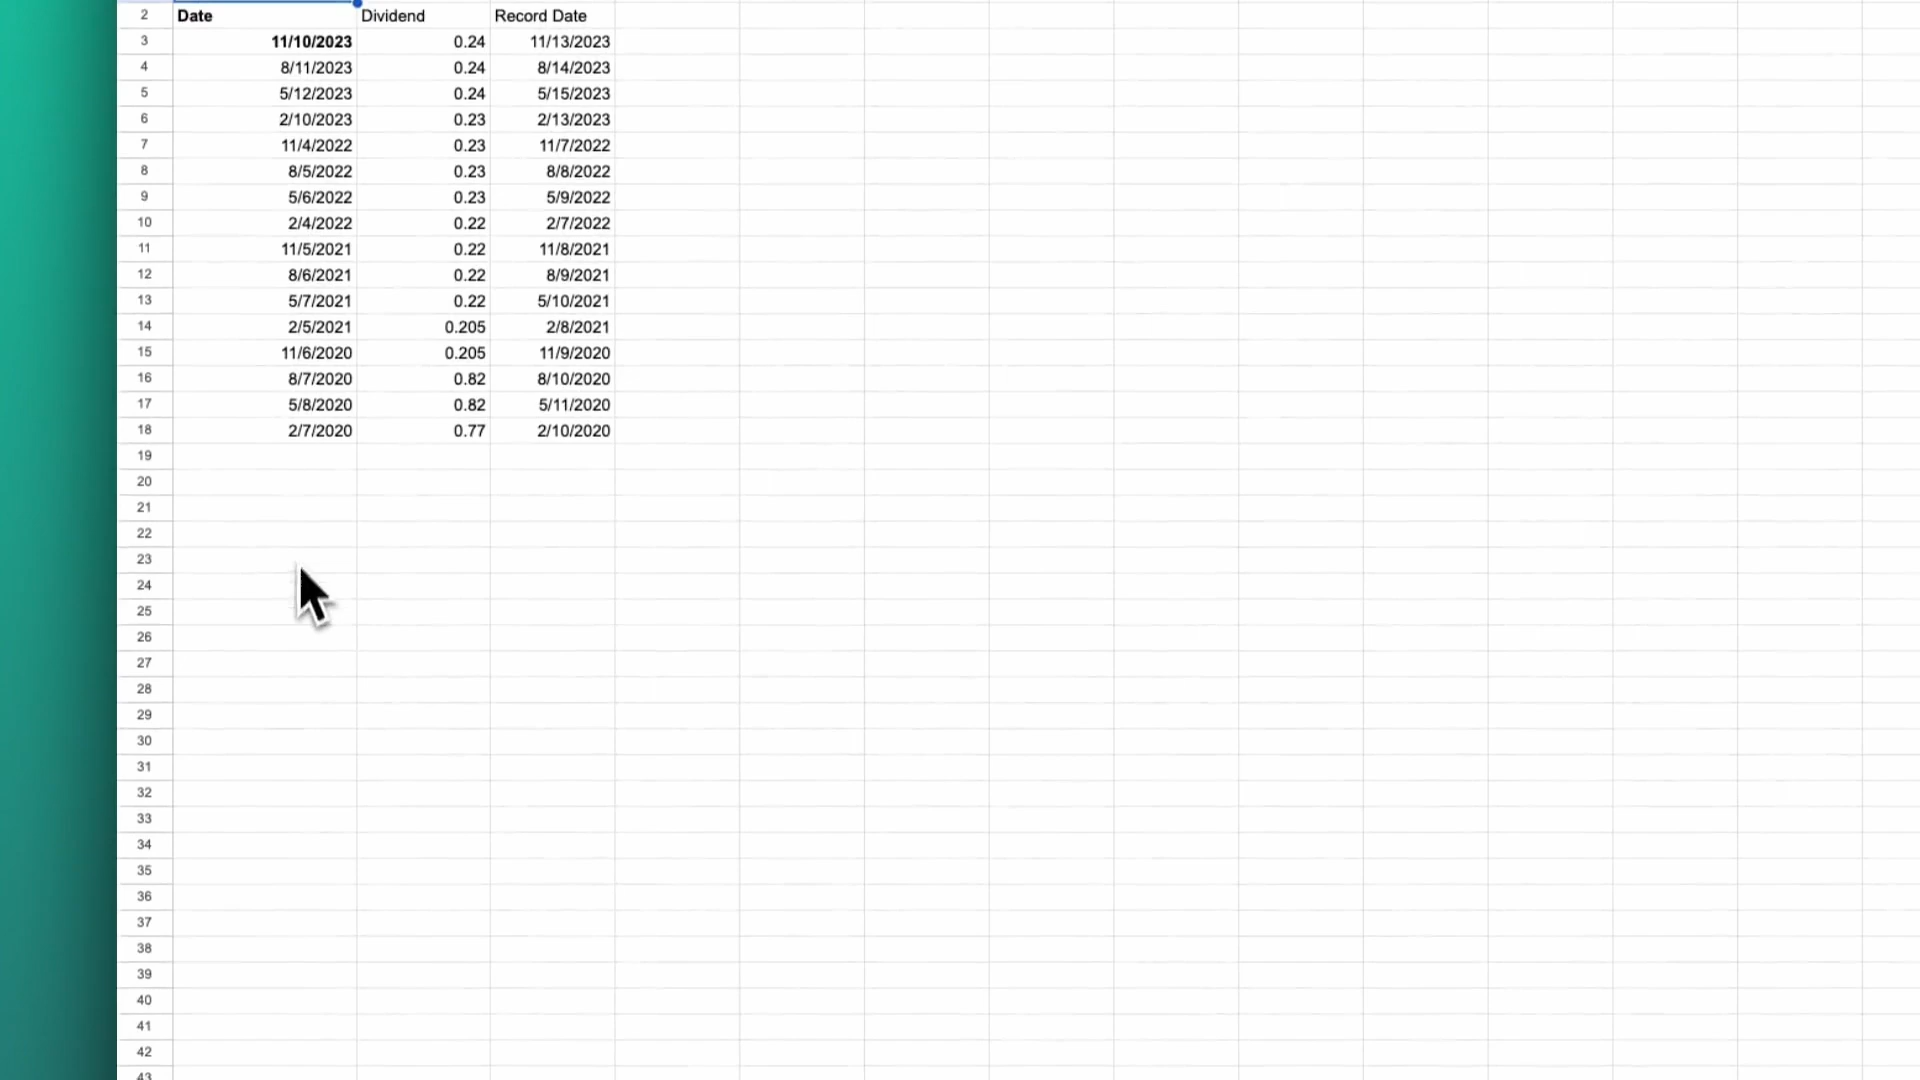 2 Date Dividend Record Date
3 11/10/2023 0.24 11/13/2023
4 8/11/2023 0.24 8/14/2023
5 5/12/2023 0.24 5/15/2023
6 2/10/2023 0.23 2/13/2023
7 11/4/2022 0.23 11/7/2022
8 8/5/2022 0.23 8/8/2022
9 5/6/2022 0.23 5/9/2022
10 2/4/2022 0.22 2/7/2022
11 11/5/2021 0.22 11/8/2021
12 8/6/2021 0.22 8/9/2021
13 5/7/2021 0.22 5/10/2021
14 2/5/2021 0.205 2/8/2021
15 11/6/2020 0.205 11/9/2020
16 8/7/2020 0.82 8/10/2020
17 5/8/2020 0.82 5/11/2020
18 2/7/2020 0.77 2/10/2020
19
20
21
22
23
24
25
26
27
28
29
30
31
32
33
34
35
36
37
38
39
40
41
42
43